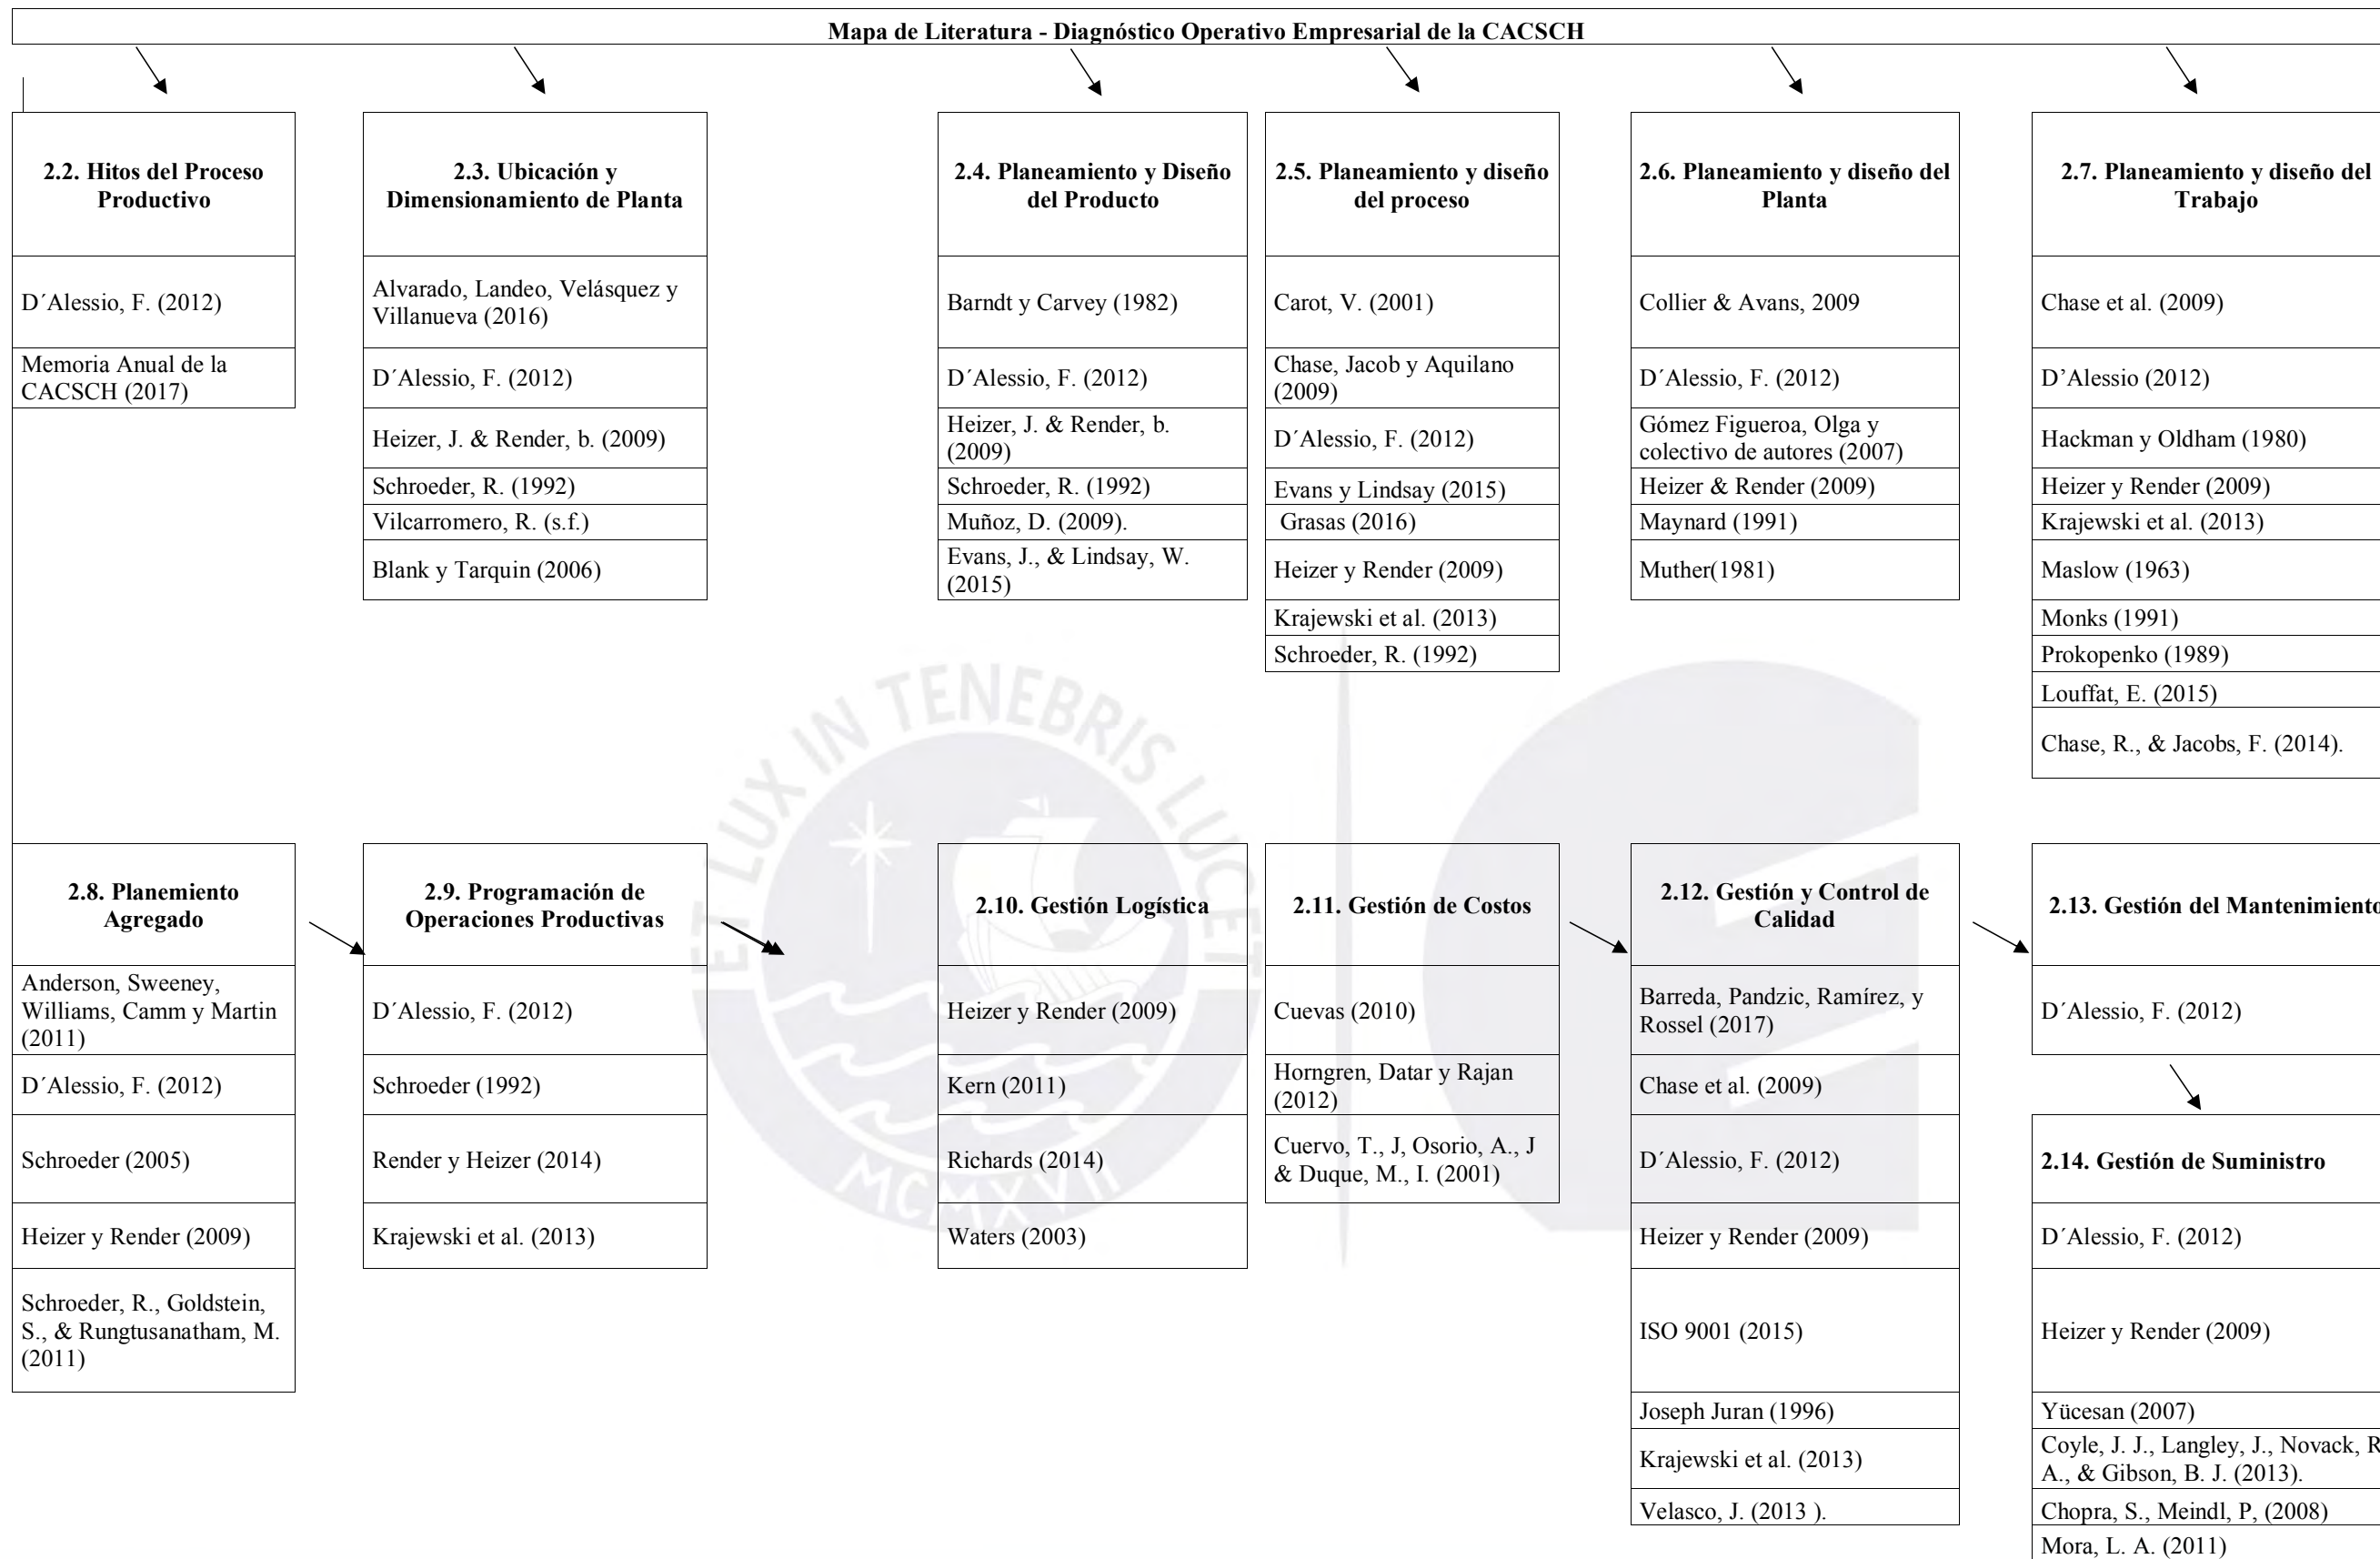 Mapa de Literatura - Diagnóstico Operativo Empresarial de la CACSCH
2.2. Hitos del Proceso
Productivo
D´Alessio, F. (2012)
Memoria Anual de la
CACSCH (2017)
2.3. Ubicación y
Dimensionamiento de Planta
Alvarado, Landeo, Velásquez y
Villanueva (2016)
D´Alessio, F. (2012)
Heizer, J. & Render, b. (2009)
Schroeder, R. (1992)
Vilcarromero, R. (s.f.)
Blank y Tarquin (2006)
2.4. Planeamiento y Diseño
del Producto
Barndt y Carvey (1982)
D´Alessio, F. (2012)
Heizer, J. & Render, b.
(2009)
Schroeder, R. (1992)
Muñoz, D. (2009).
Evans, J., & Lindsay, W.
(2015)
2.5. Planeamiento y diseño
del proceso
Carot, V. (2001)
Chase, Jacob y Aquilano
(2009)
D´Alessio, F. (2012)
Evans y Lindsay (2015)
Grasas (2016)
Heizer y Render (2009)
Krajewski et al. (2013)
Schroeder, R. (1992)
2.6. Planeamiento y diseño del
Planta
Collier & Avans, 2009
D´Alessio, F. (2012)
Gómez Figueroa, Olga y
colectivo de autores (2007)
Heizer & Render (2009)
Maynard (1991)
Muther(1981)
2.7. Planeamiento y diseño del
Trabajo
Chase et al. (2009)
D’Alessio (2012)
Hackman y Oldham (1980)
Heizer y Render (2009)
Krajewski et al. (2013)
Maslow (1963)
Monks (1991)
Prokopenko (1989)
Louffat, E. (2015)
Chase, R., & Jacobs, F. (2014).
2.8. Planemiento
Agregado
Anderson, Sweeney,
Williams, Camm y Martin
(2011)
D´Alessio, F. (2012)
Schroeder (2005)
Heizer y Render (2009)
Schroeder, R., Goldstein,
S., & Rungtusanatham, M.
(2011)
2.9. Programación de
Operaciones Productivas
D´Alessio, F. (2012)
Schroeder (1992)
Render y Heizer (2014)
Krajewski et al. (2013)
2.10. Gestión Logística
Heizer y Render (2009)
Kern (2011)
Richards (2014)
Waters (2003)
2.11. Gestión de Costos
Cuevas (2010)
Horngren, Datar y Rajan
(2012)
Cuervo, T., J, Osorio, A., J
& Duque, M., I. (2001)
2.12. Gestión y Control de
Calidad
Barreda, Pandzic, Ramírez, y
Rossel (2017)
Chase et al. (2009)
D´Alessio, F. (2012)
Heizer y Render (2009)
ISO 9001 (2015)
Joseph Juran (1996)
Krajewski et al. (2013)
Velasco, J. (2013 ).
2.13. Gestión del Mantenimiento
D´Alessio, F. (2012)
2.14. Gestión de Suministro
D´Alessio, F. (2012)
Heizer y Render (2009)
Yücesan (2007)
Coyle, J. J., Langley, J., Novack, R
A., & Gibson, B. J. (2013).
Chopra, S., Meindl, P, (2008)
Mora, L. A. (2011)
ET LUX IN TENEBRIS LUCET
MCMXVII